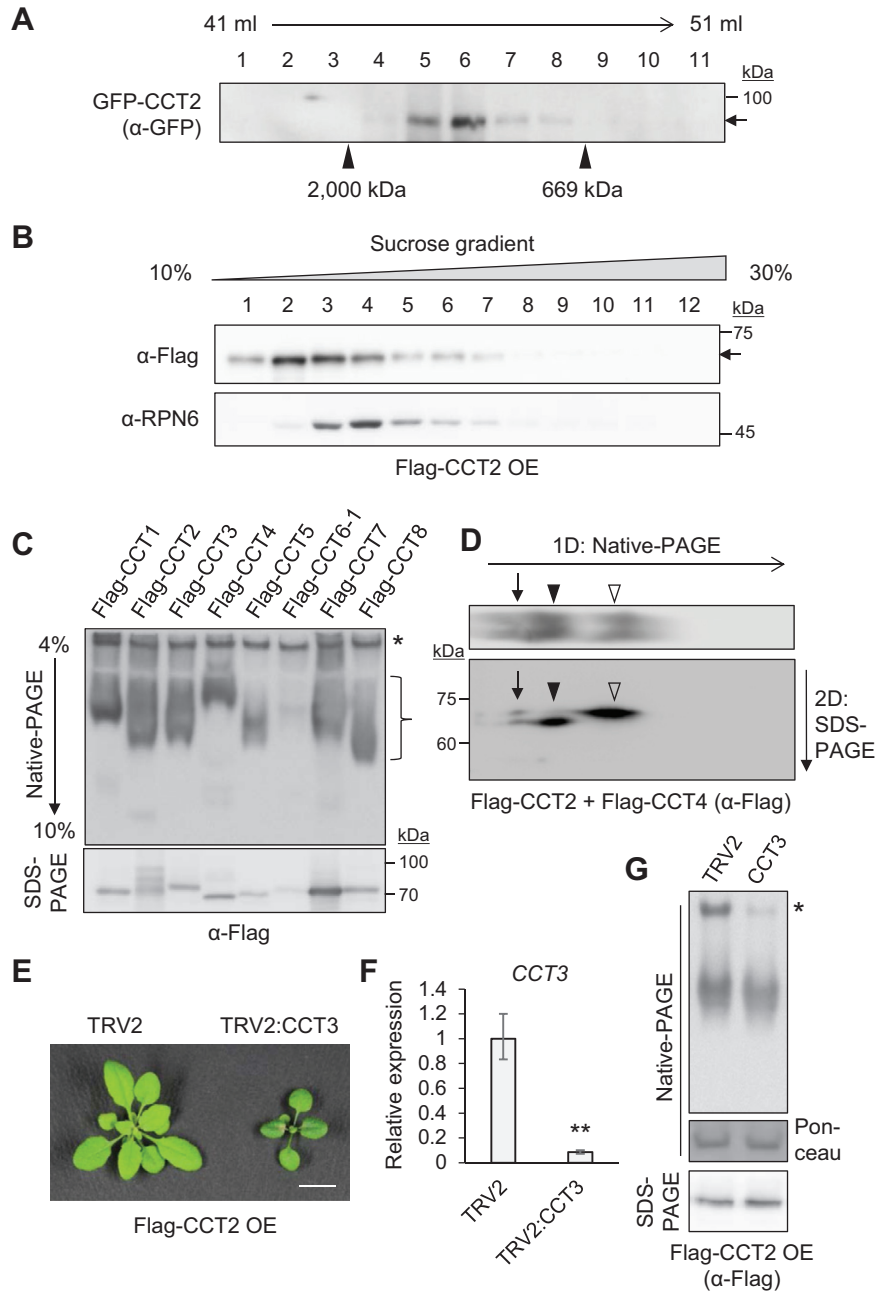 A
41 ml 51 ml
1 2 3 4 5 6 7 8 9 10 11
kDa
GFP-CCT2
(α-GFP)
100
2,000 kDa 669 kDa
B
Sucrose gradient
10% 30%
1 2 3 4 5 6 7 8 9 10 11 12
kDa
75
α-Flag
α-RPN6
45
Flag-CCT2 OE
C
Flag-CCT1
Flag-CCT2
Flag-CCT3
Flag-CCT4
Flag-CCT5
Flag-CCT6-1
Flag-CCT7
Flag-CCT8
4%
*
Native-PAGE
10%
kDa
SDS-
PAGE
100
70
α-Flag
D
1D: Native-PAGE
kDa
75
60
2D:
SDS-
PAGE
Flag-CCT2 + Flag-CCT4 (α-Flag)
E
TRV2 TRV2:CCT3
Flag-CCT2 OE
F
CCT3
Relative expression
1.4
1.2
1
0.8
0.6
0.4
0.2
0
**
TRV2
TRV2:CCT3
G
TRV2
CCT3
*
Native-PAGE
Pon-
ceau
SDS-
PAGE
Flag-CCT2 OE
(α-Flag)